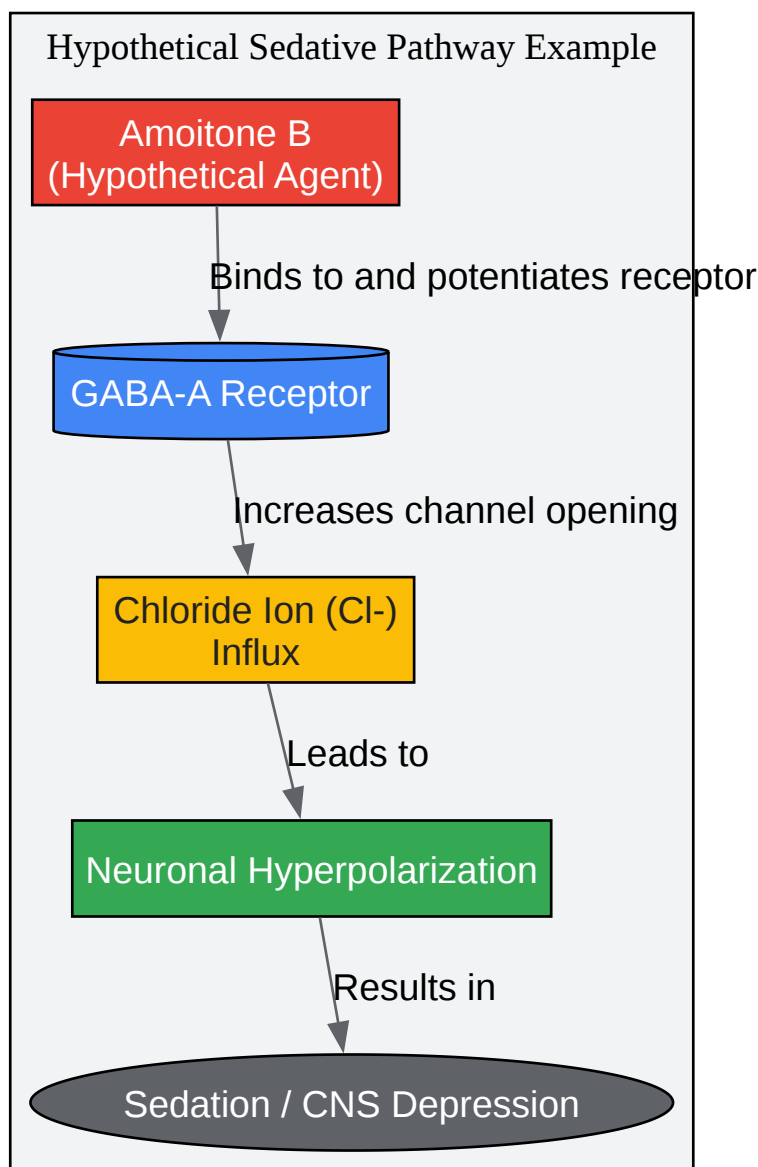 Hypothetical Sedative Pathway Example
Amoitone B
(Hypothetical Agent)
Binds to and potentiates receptor
GABA-A Receptor
Increases channel opening
Chloride Ion (Cl-)
Influx
Leads to
Neuronal Hyperpolarization
Results in
Sedation / CNS Depression